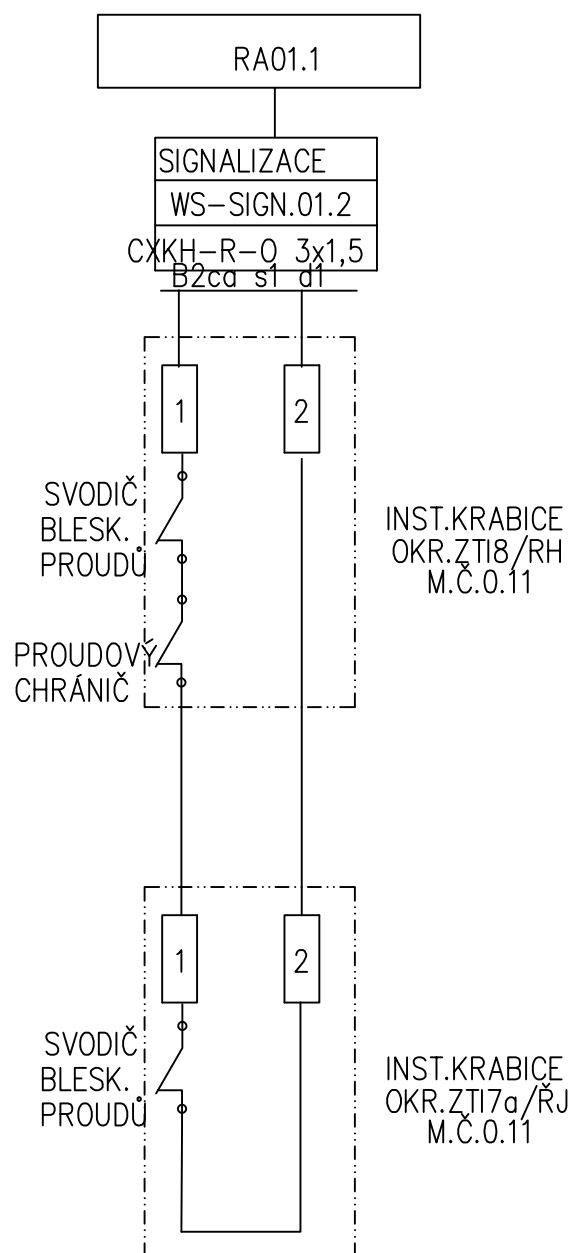 RA01.1
SIGNALIZACE
WS-SIGN.01.2
CXKH-R-O 3x1,5
B2ca s1 d1
1
2
SVODIČ
BLESK.
PROUDŮ
INST.KRABICE
OKR.ZTI8/RH
M.Č.0.11
PROUDOVÝ
CHRÁNIČ
1
2
SVODIČ
BLESK.
PROUDŮ
INST.KRABICE
OKR.ZTI7a/ŘJ
M.Č.0.11